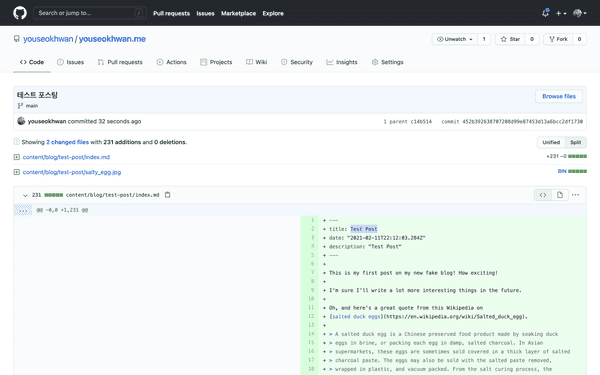 Search or jump to...
/
Pull requests
Issues
Marketplace
Explore
youseokhwan / youseokhwan.me
Unwatch
1
Star
0
Fork
0
Code
Issues
Pull requests
Actions
Projects
Wiki
Security
Insights
Settings
테스트 포스팅
Browse files
main
youseokhwan committed 32 seconds ago
1 parent c14b514 commit 452b392638707208d99e87453d13a6bcc2df1730
Showing 2 changed files with 231 additions and 0 deletions.
Unified
Split
content/blog/test-post/index.md
+231 −0
content/blog/test-post/salty_egg.jpg
BIN
231 content/blog/test-post/index.md
@@ -0,0 +1,231 @@
1 + ---
2 + title: Test Post
3 + date: "2021-02-11T22:12:03.284Z"
4 + description: "Test Post"
5 + ---
6 +
7 + This is my first post on my new fake blog! How exciting!
8 +
9 + I'm sure I'll write a lot more interesting things in the future.
10 +
11 + Oh, and here's a great quote from this Wikipedia on
12 + [salted duck eggs](https://en.wikipedia.org/wiki/Salted_duck_egg).
13 +
14 + > A salted duck egg is a Chinese preserved food product made by soaking duck
15 + > eggs in brine, or packing each egg in damp, salted charcoal. In Asian
16 + > supermarkets, these eggs are sometimes sold covered in a thick layer of salted
17 + > charcoal paste. The eggs may also be sold with the salted paste removed,
18 + > wrapped in plastic, and vacuum packed. From the salt curing process, the